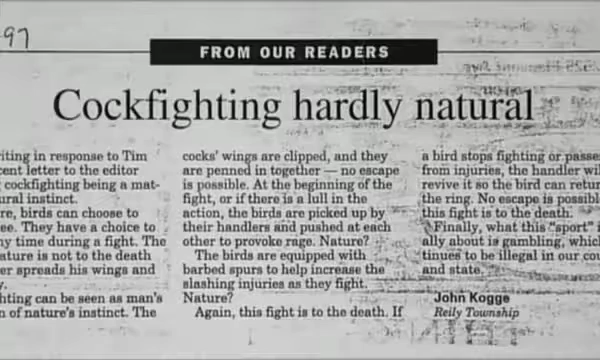 97
FROM OUR READERS
Cockfighting hardly natural
iting in response to Tim
cent letter to the editor
cockfighting being a mat-
ural instinct.
re, birds can choose to
ee. They have a choice to
ny time during a fight. The
ature is not to the death
er spreads his wings and
y.
hting can be seen as man's
n of nature's instinct. The
cocks' wings are clipped, and they
are penned in together — no escape
is possible. At the beginning of the
fight, or if there is a lull in the
action, the birds are picked up by
their handlers and pushed at each
other to provoke rage. Nature?
The birds are equipped with
barbed spurs to help increase the
slashing injuries as they fight.
Nature?
Again, this fight is to the death. If
a bird stops fighting or passe
from injuries, the handler wil
revive it so the bird can retur
the ring. No escape is possibl
this fight is to the death.
Finally, what this "sport" i
ally about is gambling, whic
tinues to be illegal in our cou
and state.
John Kogge
Reily Township